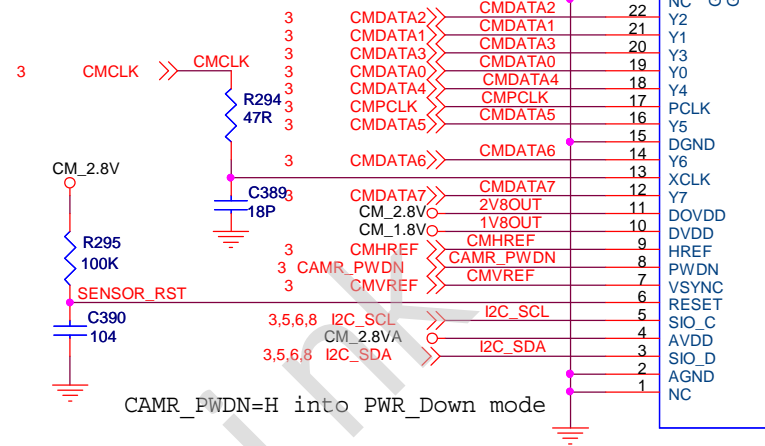 CMDATA2 22 NC
3 CMDATA2 Y2
3 CMDATA1 CMDATA1 21 Y1
3 CMDATA3 CMDATA3 20 Y3
3 CMCLK CMCLK 3 CMDATA0 CMDATA0 19 Y0
R294 3 CMDATA4 CMDATA4 18 Y4
47R 3 CMPCLK CMPCLK 17 PCLK
3 CMDATA5 CMDATA5 16 Y5
15 DGND
3 CMDATA6 CMDATA6 14 Y6
CM_2.8V 13 XCLK
C389 3 CMDATA7 CMDATA7 12 Y7
18P CM_2.8V 2V8OUT 11 DOVDD
CM_1.8V 1V8OUT 10 DVDD
R295 3 CMHREF CMHREF 9 HREF
100K 3 CAMR_PWDN CAMR_PWDN 8 PWDN
3 CMVREF CMVREF 7 VSYNC
SENSOR_RST 6 RESET
C390 3,5,6,8 I2C_SCL I2C_SCL 5 SIO_C
104 CM_2.8VA 4 AVDD
3,5,6,8 I2C_SDA I2C_SDA 3 SIO_D
2 AGND
1 NC
CAMR_PWDN=H into PWR_Down mode